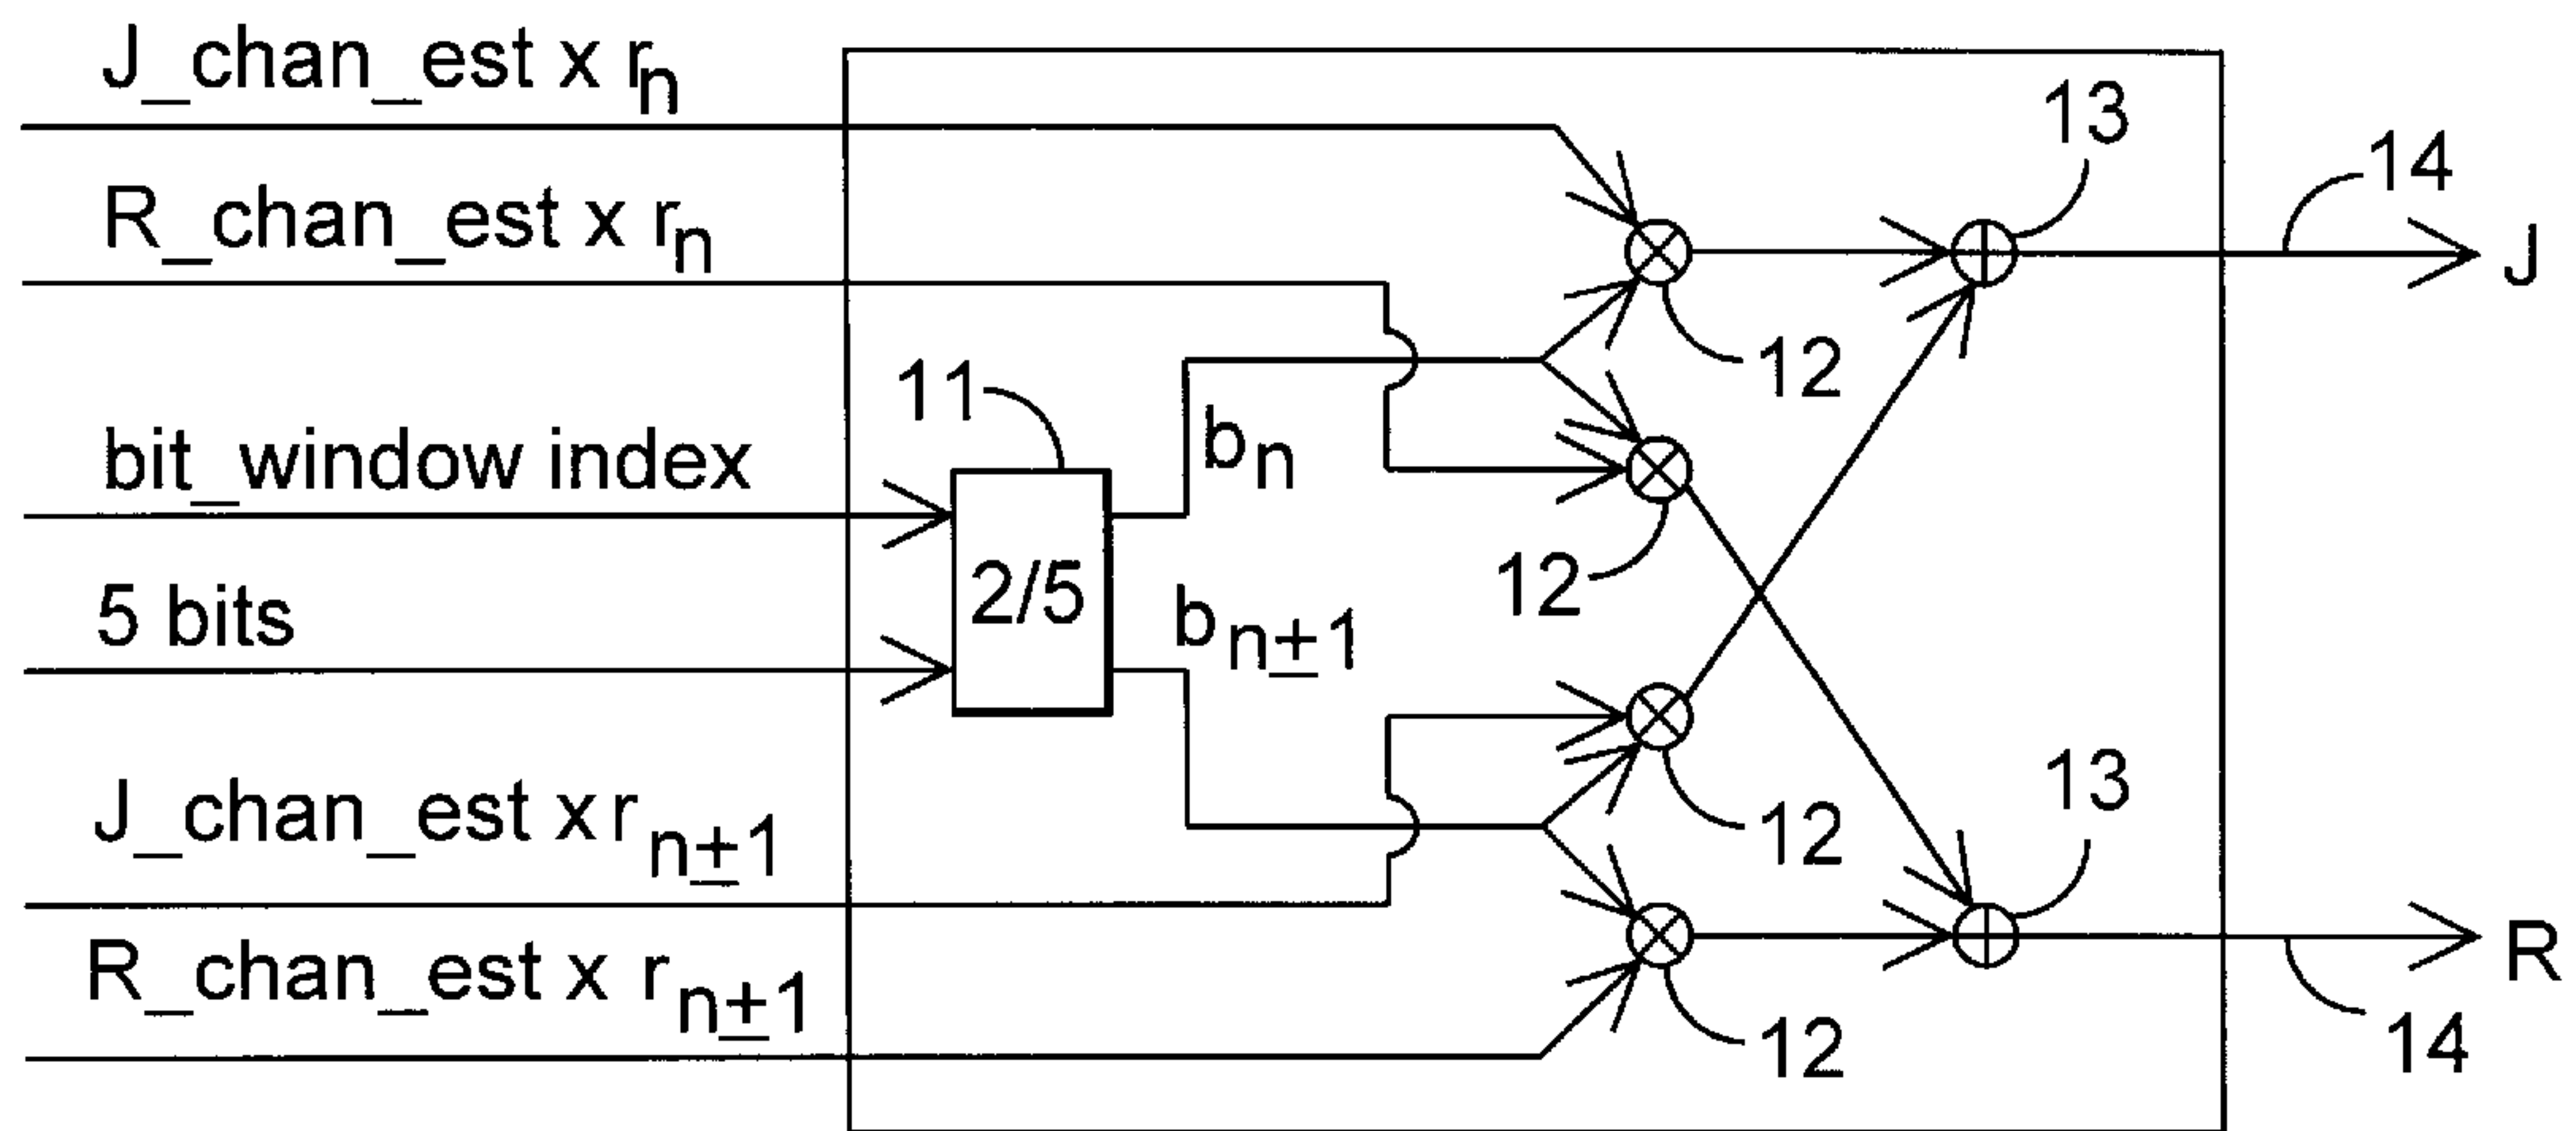 J_chan_est x rn
13
14
R_chan_est x rn
J
12
11
bn
bit_window index
2/5
12
5 bits
bn±1
13
J_chan_est x rn±1
12
R_chan_est x rn±1
R
12
14